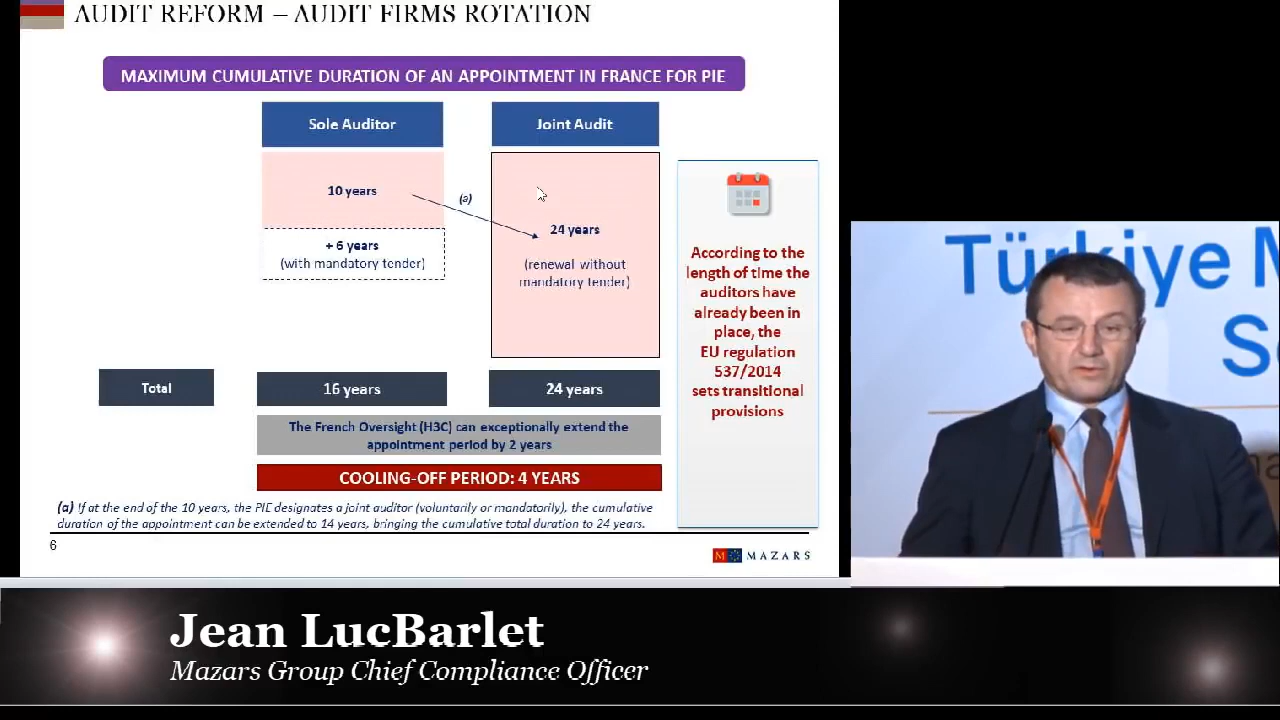 AUDIT REFORM – AUDIT FIRMS ROTATION
MAXIMUM CUMULATIVE DURATION OF AN APPOINTMENT IN FRANCE FOR PIE
Sole Auditor
Joint Audit
10 years
(a)
24 years
+ 6 years
(with mandatory tender)
(renewal without
mandatory tender)
According to the
length of time the
auditors have
already been in
place, the
EU regulation
537/2014
sets transitional
provisions
Total
16 years
24 years
The French Oversight (H3C) can exceptionally extend the
appointment period by 2 years
COOLING-OFF PERIOD: 4 YEARS
(a) If at the end of the 10 years, the PIE designates a joint auditor (voluntarily or mandatorily), the cumulative
duration of the appointment can be extended to 14 years, bringing the cumulative total duration to 24 years.
6
M MAZARS
Türkiye M
S
Jean LucBarlet
Mazars Group Chief Compliance Officer